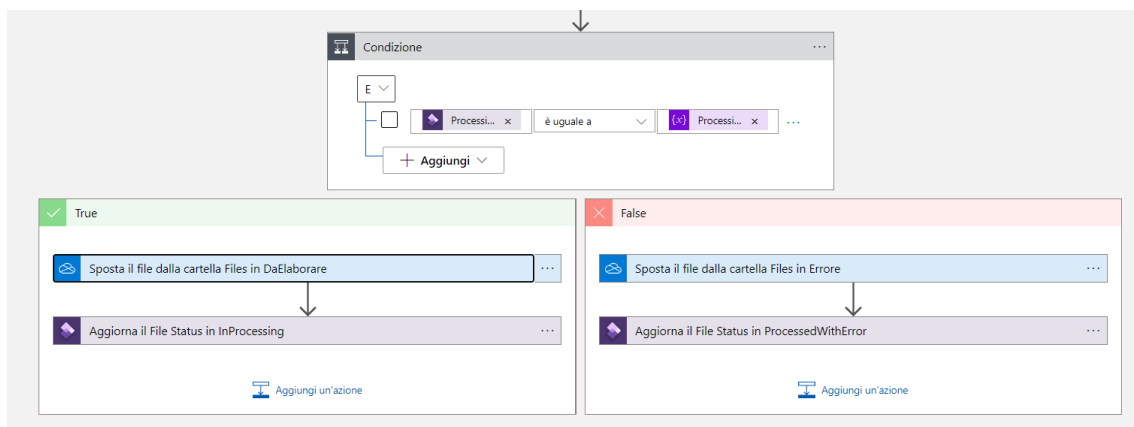 Condizione
...
E
Processi... x è uguale a {x} Processi... x ...
+ Aggiungi
True
Sposta il file dalla cartella Files in DaElaborare ...
Aggiorna il File Status in InProcessing ...
Aggiungi un'azione
False
Sposta il file dalla cartella Files in Errore ...
Aggiorna il File Status in ProcessedWithError ...
Aggiungi un'azione